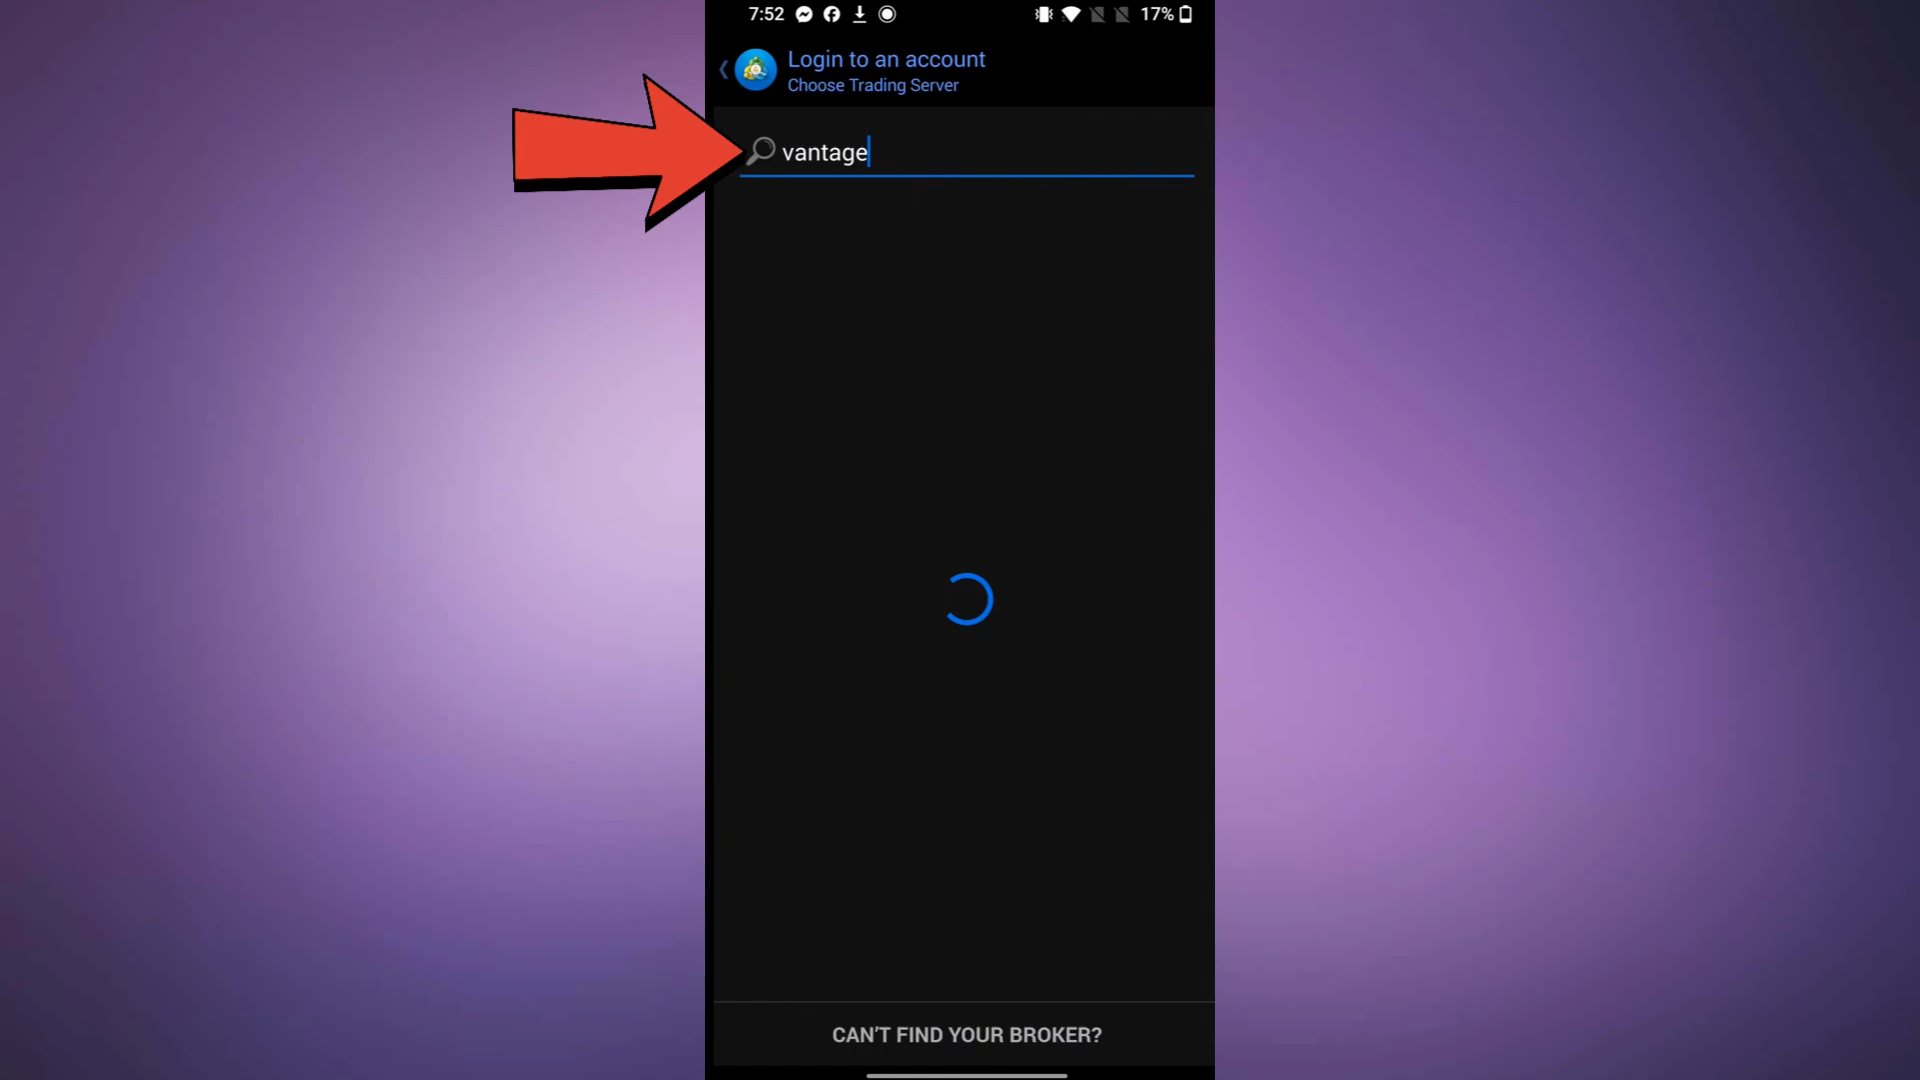 7:52
17%
Login to an account
Choose Trading Server
vantage
CAN'T FIND YOUR BROKER?